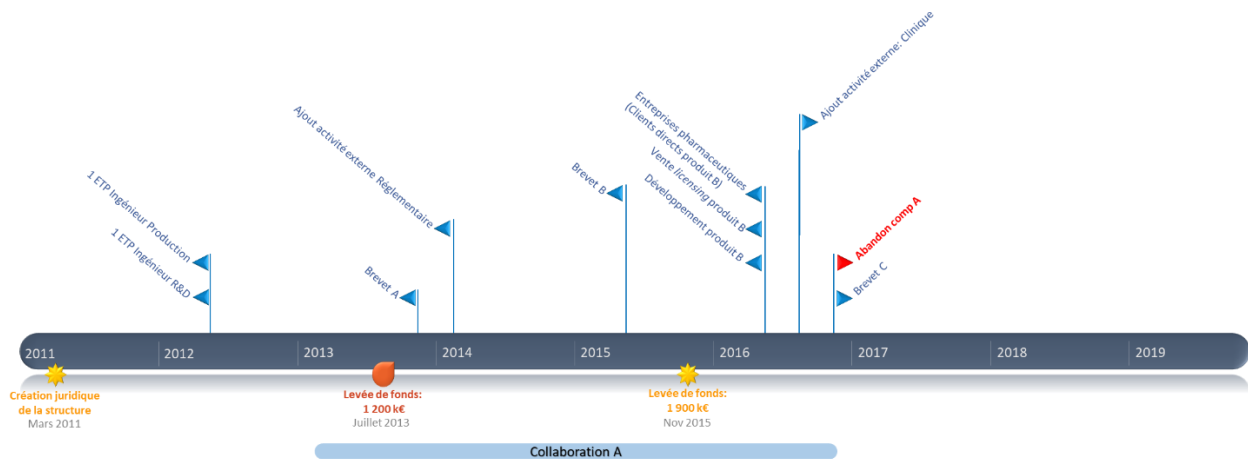 1 ETP Ingénieur Production
1 ETP Ingénieur R&D
Brevet A
Ajout activité externe Réglementaire
Brevet B
Entreprises pharmaceutiques
(Clients directs produit B)
Vente licensing produit B
Développement produit B
Ajout activité externe: Clinique
Abandon comp A
Brevet C
2011
2012
2013
2014
2015
2016
2017
2018
2019
Création juridique
de la structure
Mars 2011
Levée de fonds:
1 200 k€
Juillet 2013
Levée de fonds:
1 900 k€
Nov 2015
Collaboration A